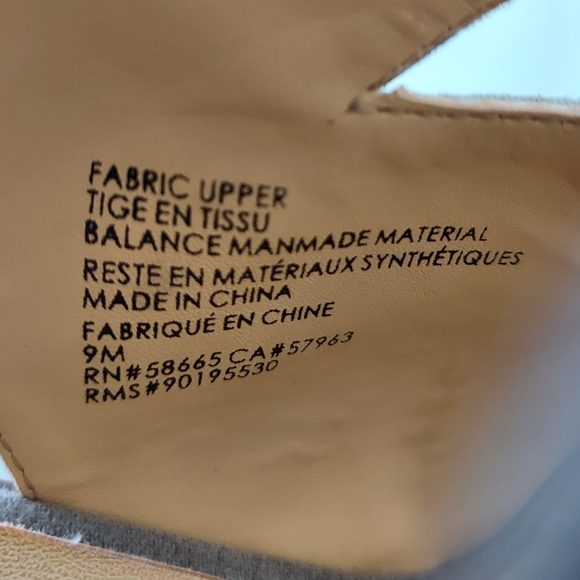 FABRIC UPPER
TIGE EN TISSU
BALANCE MANMADE MATERIAL
RESTE EN MATÉRIAUX SYNTHÉTIQUES
MADE IN CHINA
FABRIQUÉ EN CHINE
9M
RN#58665 CA#57963
RMS#90195530